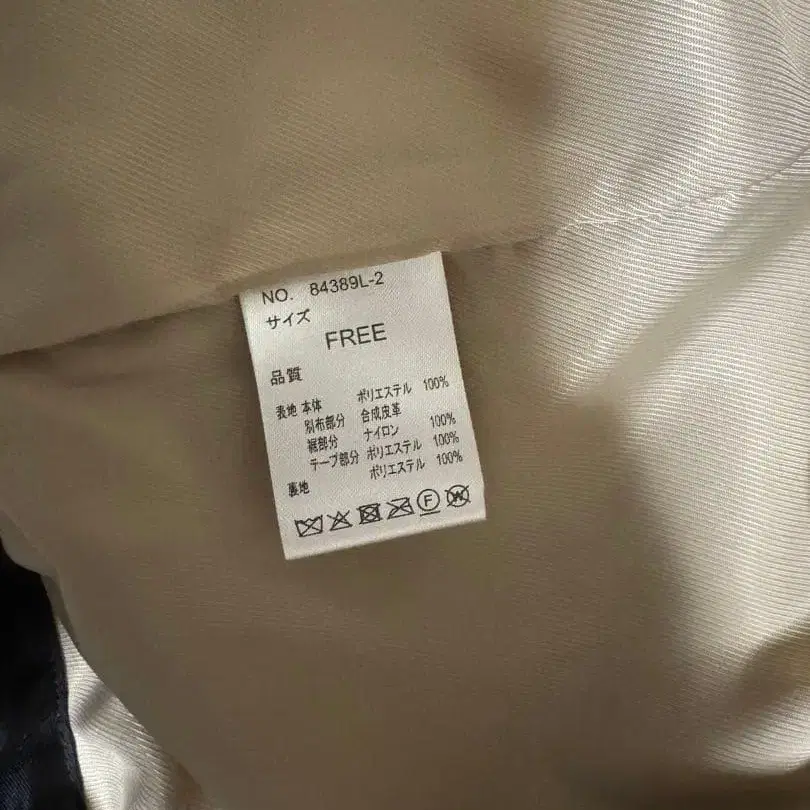 NO. 84389L-2
サイズ
FREE
品質
表地 本体 ポリエステル 100%
別布部分 合成皮革
裾部分 ナイロン 100%
テープ部分 ポリエステル 100%
裏地 ポリエステル 100%
F W